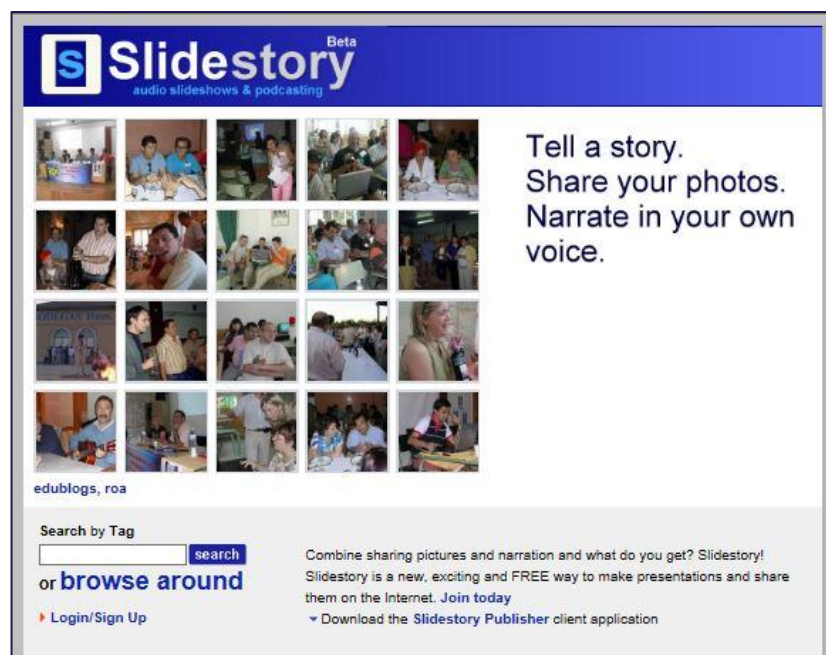 Beta
Slidestory
audio slideshows & podcasting
Tell a story.
Share your photos.
Narrate in your own
voice.
edublogs, roa
Search by Tag
search
or browse around
Login/Sign Up
Combine sharing pictures and narration and what do you get? Slidestory!
Slidestory is a new, exciting and FREE way to make presentations and share
them on the Internet. Join today
Download the Slidestory Publisher client application